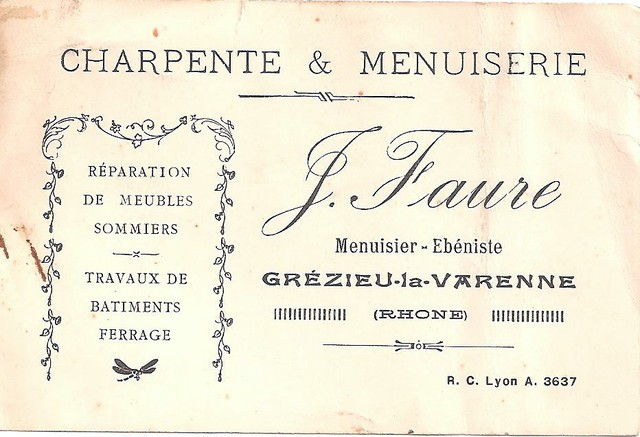 CHARPENTE & MENUISERIE
RÉPARATION
DE MEUBLES
SOMMIERS
TRAVAUX DE
BATIMENTS
FERRAGE
J. Faure
Menuisier - Ebéniste
GRÉZIEU-la-VARENNE
(RHONE)
R. C. Lyon A. 3637